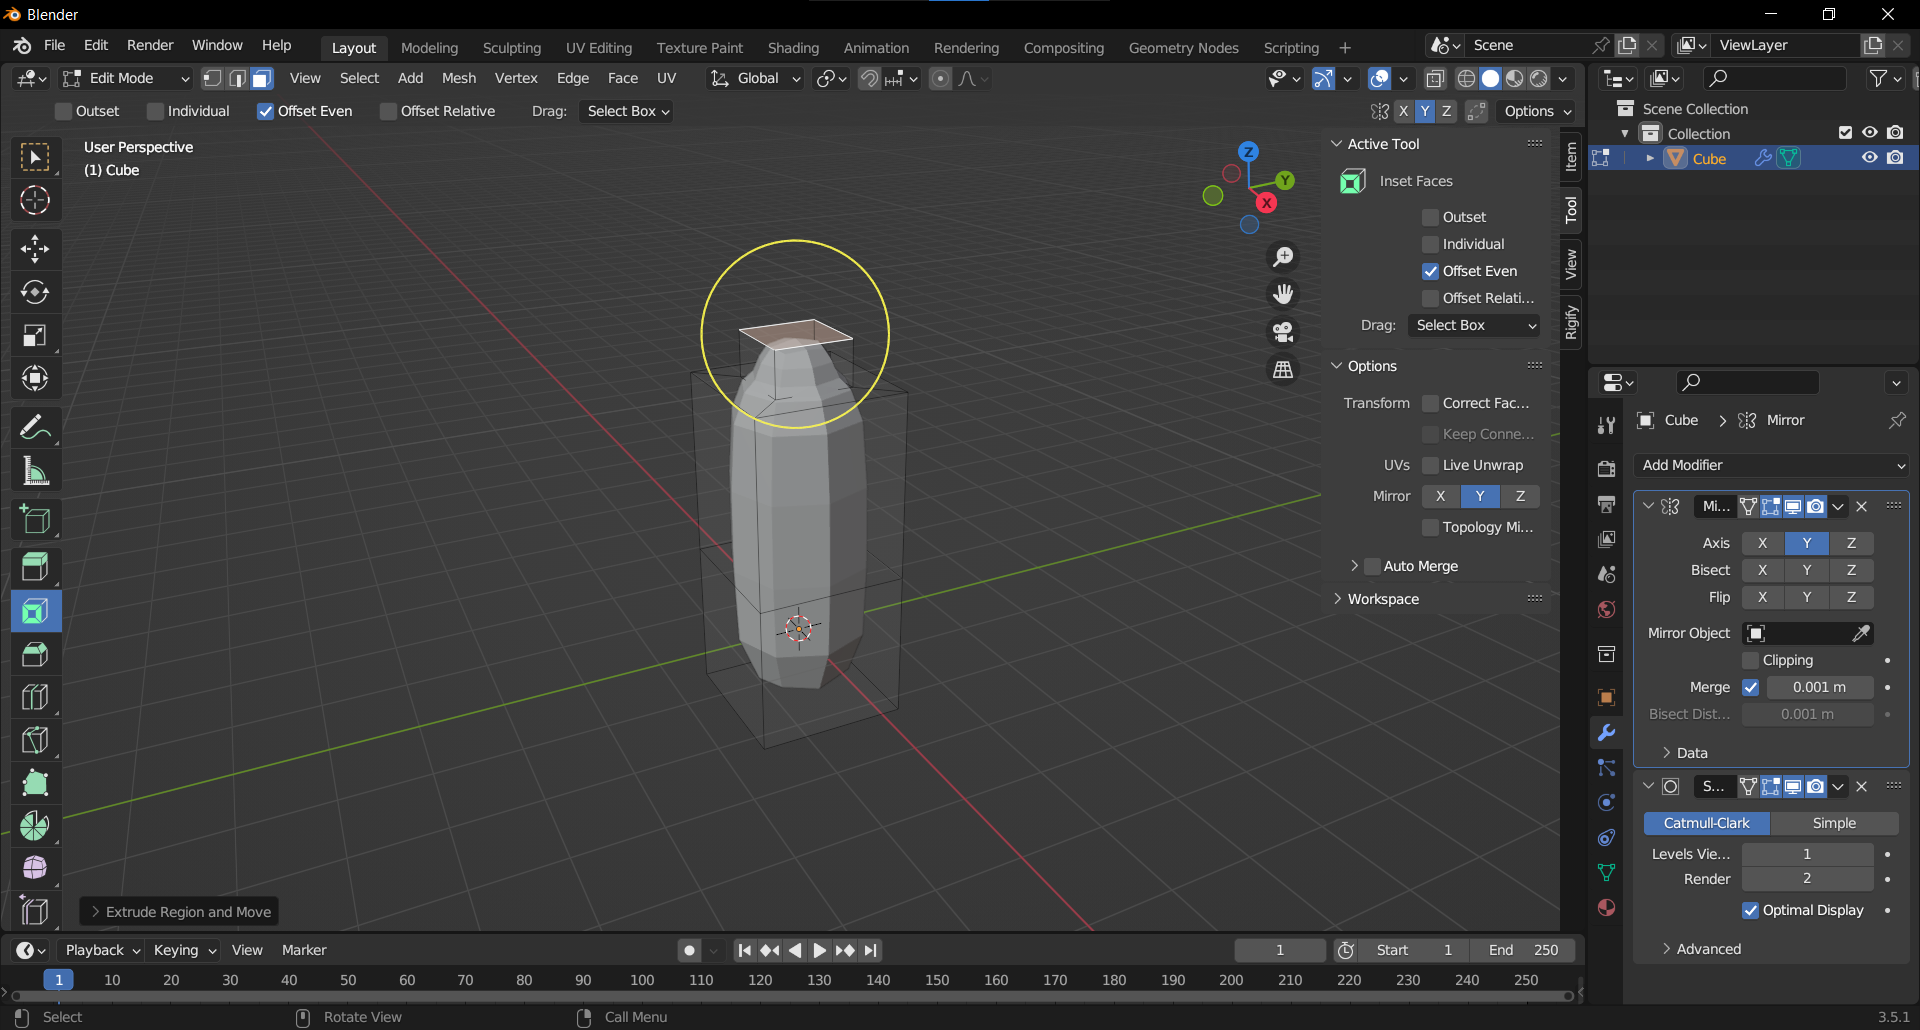 Blender
File Edit Render Window Help
Layout Modeling Sculpting UV Editing Texture Paint Shading Animation Rendering Compositing Geometry Nodes Scripting +
Scene
ViewLayer
Edit Mode
View Select Add Mesh Vertex Edge Face UV
Global
Outset Individual Offset Even Offset Relative Drag: Select Box
X Y Z Options
User Perspective
(1) Cube
Z
Y
X
Active Tool
Inset Faces
Outset
Individual
Offset Even
Offset Relati...
Drag: Select Box
Options
Transform Correct Fac...
Keep Conne...
UVs Live Unwrap
Mirror X Y Z
Topology Mi...
Auto Merge
Workspace
Item
Tool
View
Rigify
Extrude Region and Move
Scene Collection
Collection
Cube
Cube > Mirror
Add Modifier
Mi...
Axis X Y Z
Bisect X Y Z
Flip X Y Z
Mirror Object
Clipping
Merge 0.001 m
Bisect Dist... 0.001 m
Data
S...
Catmull-Clark Simple
Levels Vie... 1
Render 2
Optimal Display
Advanced
Playback Keying View Marker
1
Start 1 End 250
1 10 20 30 40 50 60 70 80 90 100 110 120 130 140 150 160 170 180 190 200 210 220 230 240 250
Select Rotate View Call Menu
3.5.1